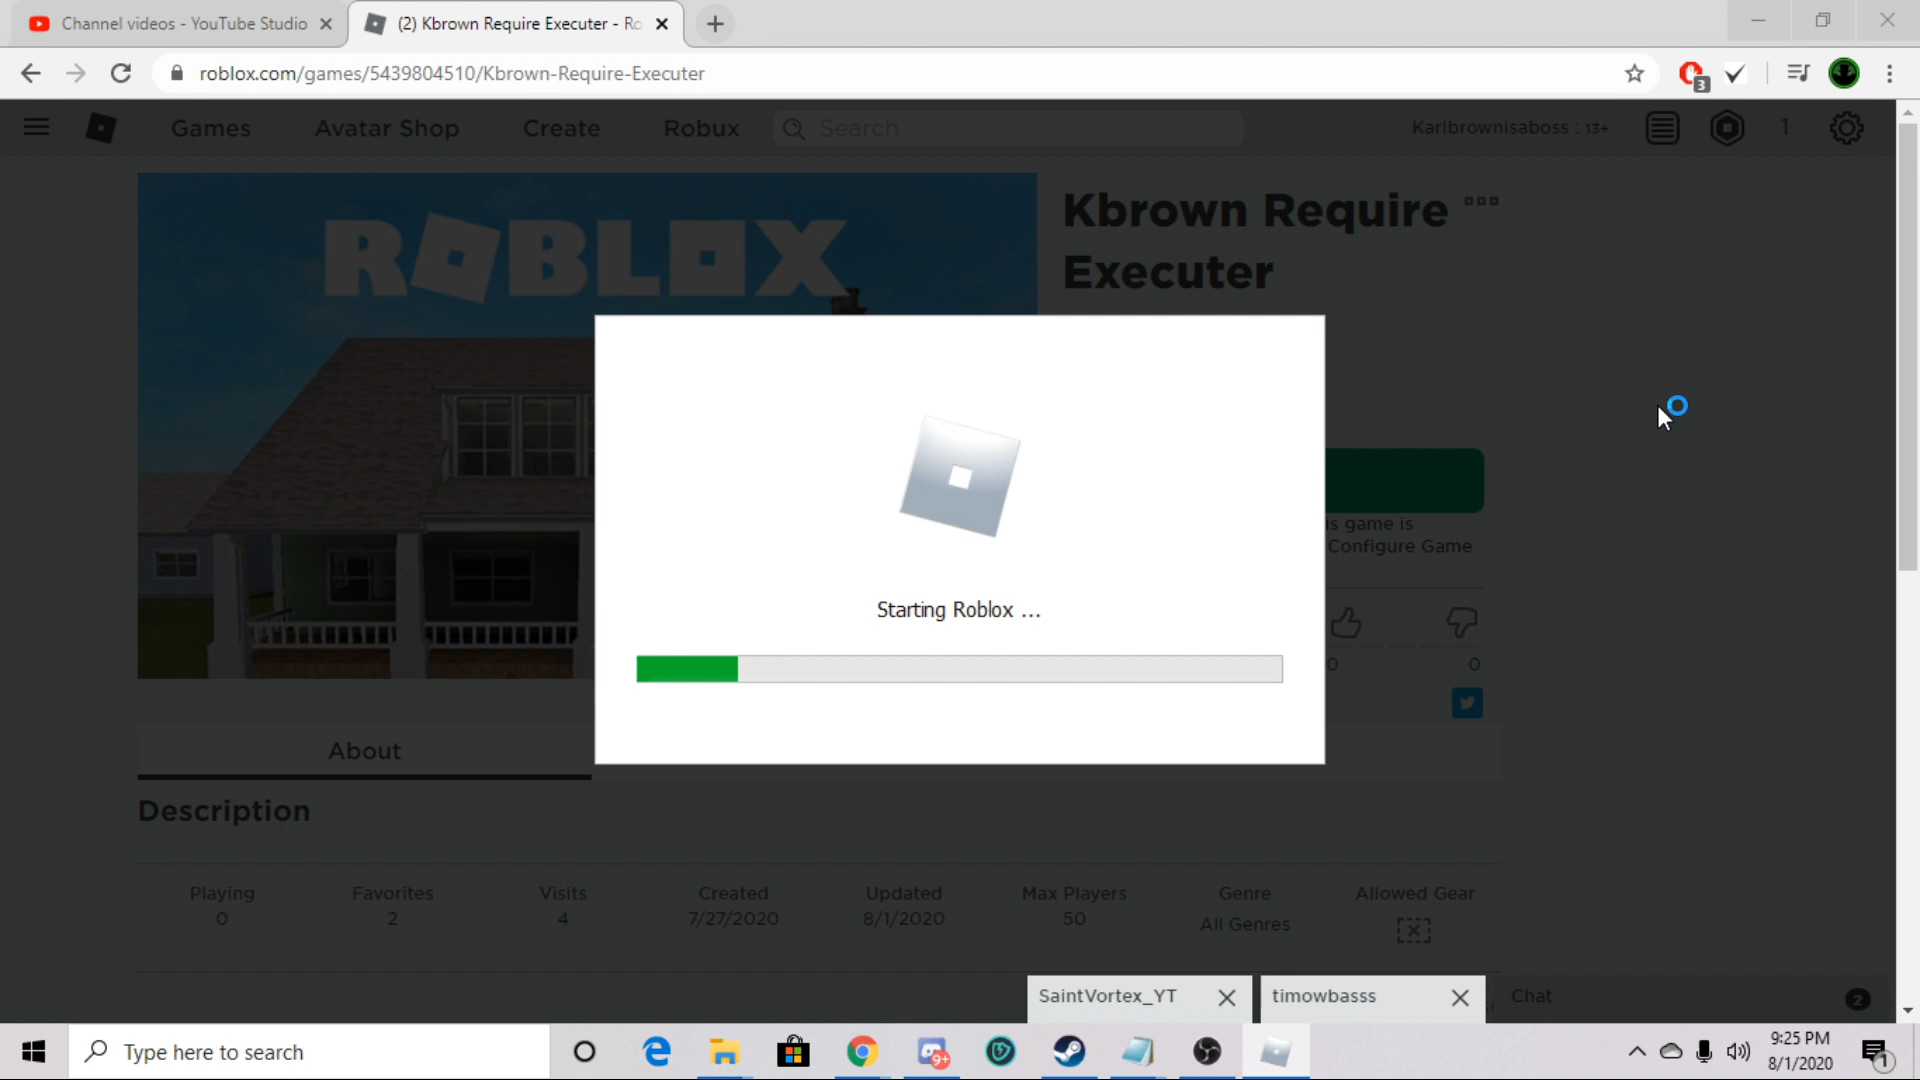 Channel videos - YouTube Studio
(2) Kbrown Require Executer - Ro
roblox.com/games/5439804510/Kbrown-Require-Executer
3
Games
Avatar Shop
Create
Robux
Search
Karlbrownisaboss : 13+
1
ROBLOX
Kbrown Require
Executer
is game is
Configure Game
Starting Roblox ...
0
0
About
Description
Playing
Favorites
Visits
Created
Updated
Max Players
Genre
Allowed Gear
0
2
4
7/27/2020
8/1/2020
50
All Genres
SaintVortex_YT
timowbasss
Chat
2
Type here to search
9+
9:25 PM
8/1/2020
1